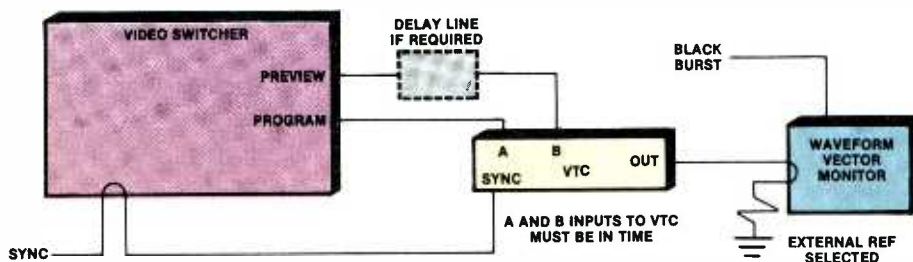 VIDEO SWITCHER
PREVIEW
PROGRAM
DELAY LINE
IF REQUIRED
A B
SYNC VTC OUT
A AND B INPUTS TO VTC
MUST BE IN TIME
BLACK
BURST
WAVEFORM
VECTOR
MONITOR
EXTERNAL REF
SELECTED
SYNC